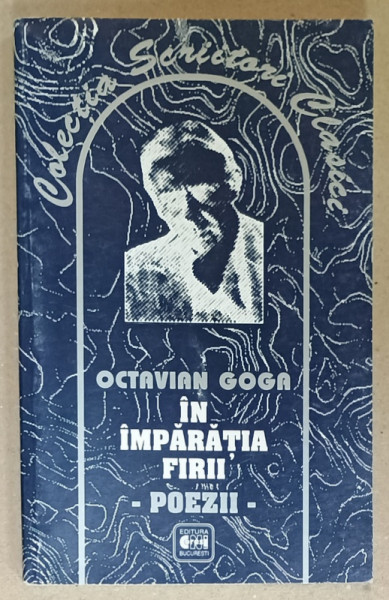 Colecția Scriitori Clasici
OCTAVIAN GOGA
ÎN
ÎMPĂRĂȚIA
FIRII
- POEZII -
EDITURA
BUCUREȘTI